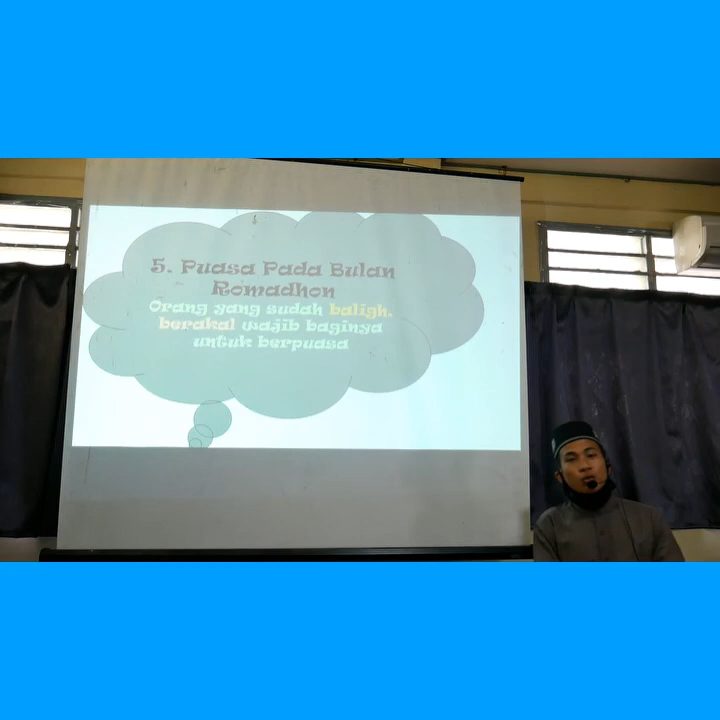 5. Puasa Pada Bulan
Romadhon
Orang yang sudah baligh,
berakal wajib baginya
untuk berpuasa